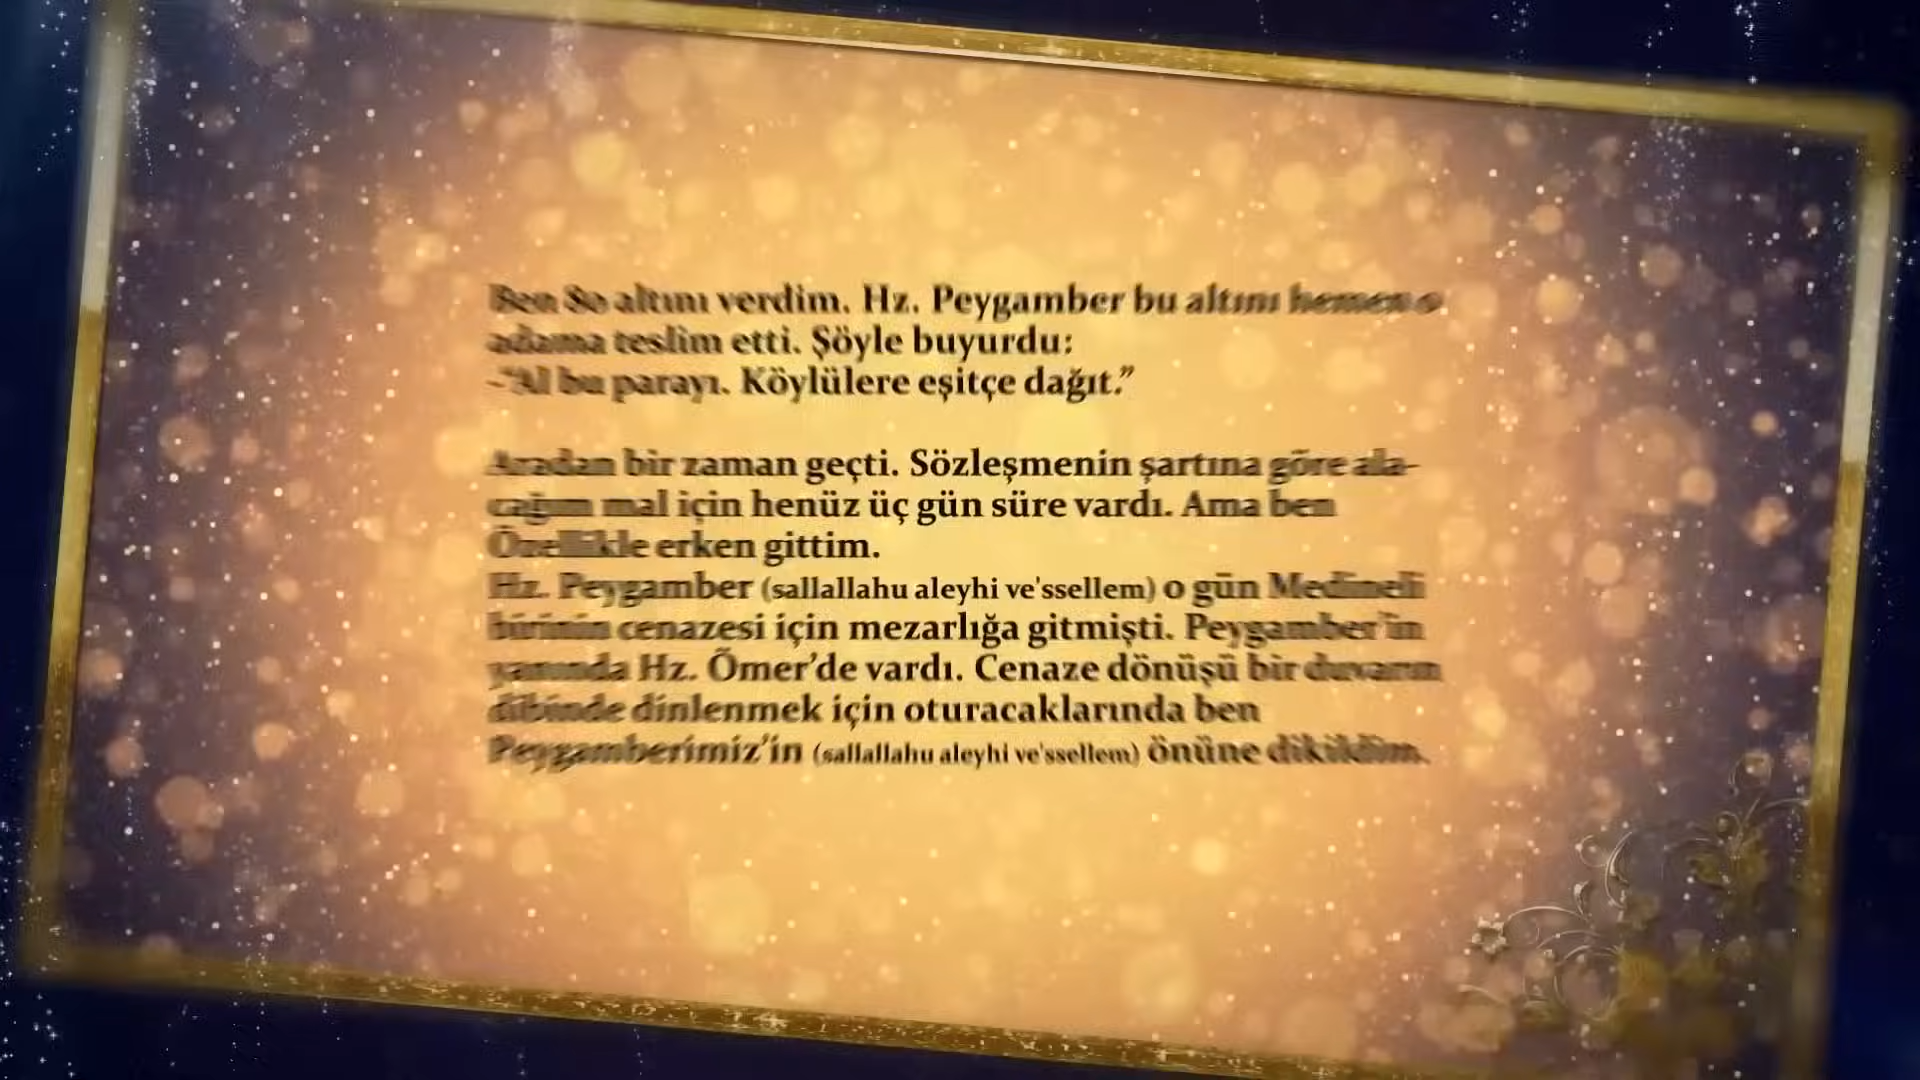 Ben 80 altını verdim. Hz. Peygamber bu altını hemen o
adama teslim etti. Şöyle buyurdu:
-“Al bu parayı. Köylülere eşitçe dağıt.”
Aradan bir zaman geçti. Sözleşmenin şartına göre ala-
cağım mal için henüz üç gün süre vardı. Ama ben
Özellikle erken gittim.
Hz. Peygamber (sallallahu aleyhi ve'ssellem) o gün Medineli
birinin cenazesi için mezarlığa gitmişti. Peygamber’in
yanında Hz. Ömer’de vardı. Cenaze dönüşü bir duvarın
dibinde dinlenmek için oturacaklarında ben
Peygamberimiz’in (sallallahu aleyhi ve'ssellem) önüne dikildim.